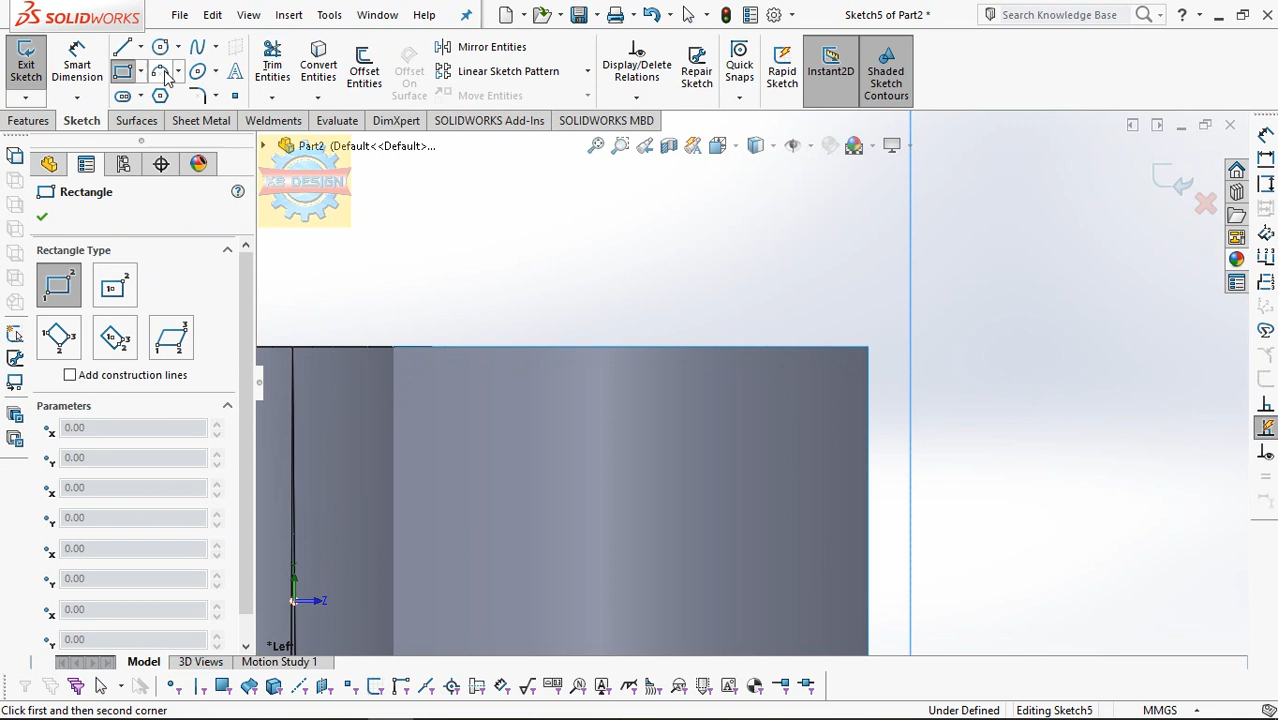 SOLIDWORKS File Edit View Insert Tools Window Help Sketch5 of Part2 * Search Knowledge Base ?
Exit Sketch Smart Dimension Trim Entities Convert Entities Offset Entities Offset On Surface Mirror Entities Linear Sketch Pattern Move Entities Display/Delete Relations Repair Sketch Quick Snaps Rapid Sketch Instant2D Shaded Sketch Contours
Features Sketch Surfaces Sheet Metal Weldments Evaluate DimXpert SOLIDWORKS Add-Ins SOLIDWORKS MBD
Part2 (Default<<Default>...
Rectangle ?
Rectangle Type
Add construction lines
Parameters
0.00
0.00
0.00
0.00
0.00
0.00
0.00
0.00
Z
*Left
Model 3D Views Motion Study 1
Click first and then second corner Under Defined Editing Sketch5 MMGS